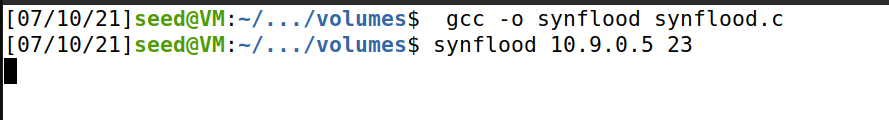 [07/10/21]seed@VM:~/.../volumes$  gcc -o synflood synflood.c
[07/10/21]seed@VM:~/.../volumes$ synflood 10.9.0.5 23